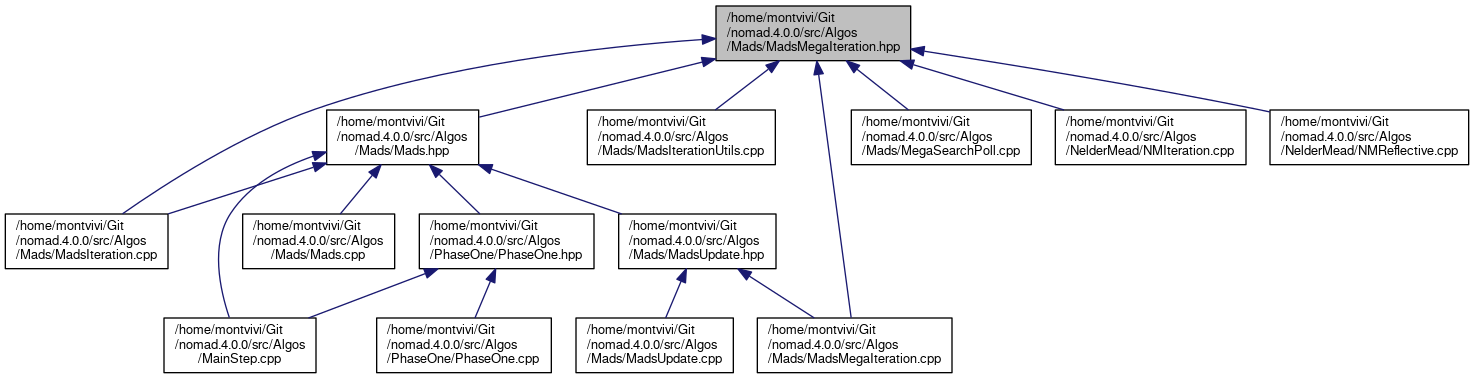 /home/montvivi/Git
/nomad.4.0.0/src/Algos
/Mads/MadsMegaIteration.hpp
/home/montvivi/Git
/nomad.4.0.0/src/Algos
/Mads/Mads.hpp
/home/montvivi/Git
/nomad.4.0.0/src/Algos
/Mads/MadsIterationUtils.cpp
/home/montvivi/Git
/nomad.4.0.0/src/Algos
/Mads/MegaSearchPoll.cpp
/home/montvivi/Git
/nomad.4.0.0/src/Algos
/NelderMead/NMIteration.cpp
/home/montvivi/Git
/nomad.4.0.0/src/Algos
/NelderMead/NMReflective.cpp
/home/montvivi/Git
/nomad.4.0.0/src/Algos
/Mads/MadsIteration.cpp
/home/montvivi/Git
/nomad.4.0.0/src/Algos
/Mads/Mads.cpp
/home/montvivi/Git
/nomad.4.0.0/src/Algos
/PhaseOne/PhaseOne.hpp
/home/montvivi/Git
/nomad.4.0.0/src/Algos
/Mads/MadsUpdate.hpp
/home/montvivi/Git
/nomad.4.0.0/src/Algos
/MainStep.cpp
/home/montvivi/Git
/nomad.4.0.0/src/Algos
/PhaseOne/PhaseOne.cpp
/home/montvivi/Git
/nomad.4.0.0/src/Algos
/Mads/MadsUpdate.cpp
/home/montvivi/Git
/nomad.4.0.0/src/Algos
/Mads/MadsMegaIteration.cpp